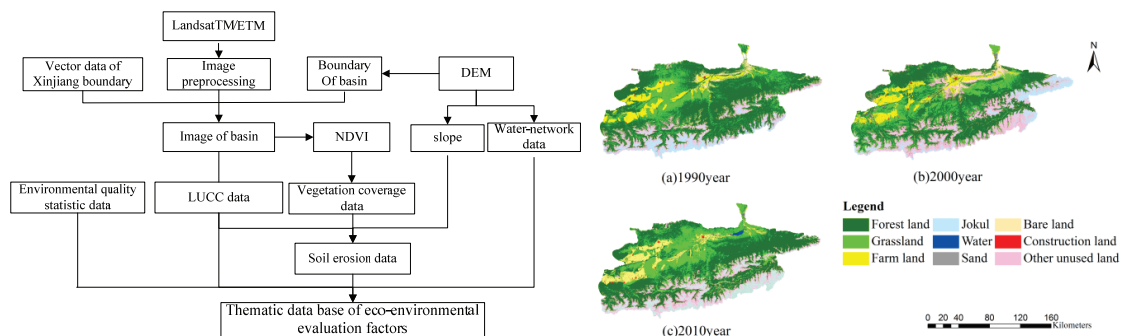 LandsatTM/ETM
Vector data of
Xinjiang boundary
Image
preprocessing
Boundary
Of basin
DEM
Image of basin
NDVI
slope
Water-network
data
Environmental quality
statistic data
LUCC data
Vegetation coverage
data
Soil erosion data
Thematic data base of eco-environmental
evaluation factors
N
(a)1990year
(b)2000year
(c)2010year
Legend
Forest land
Jokul
Bare land
Grassland
Water
Construction land
Farm land
Sand
Other unused land
0 20 40 80 120 160
Kilometers